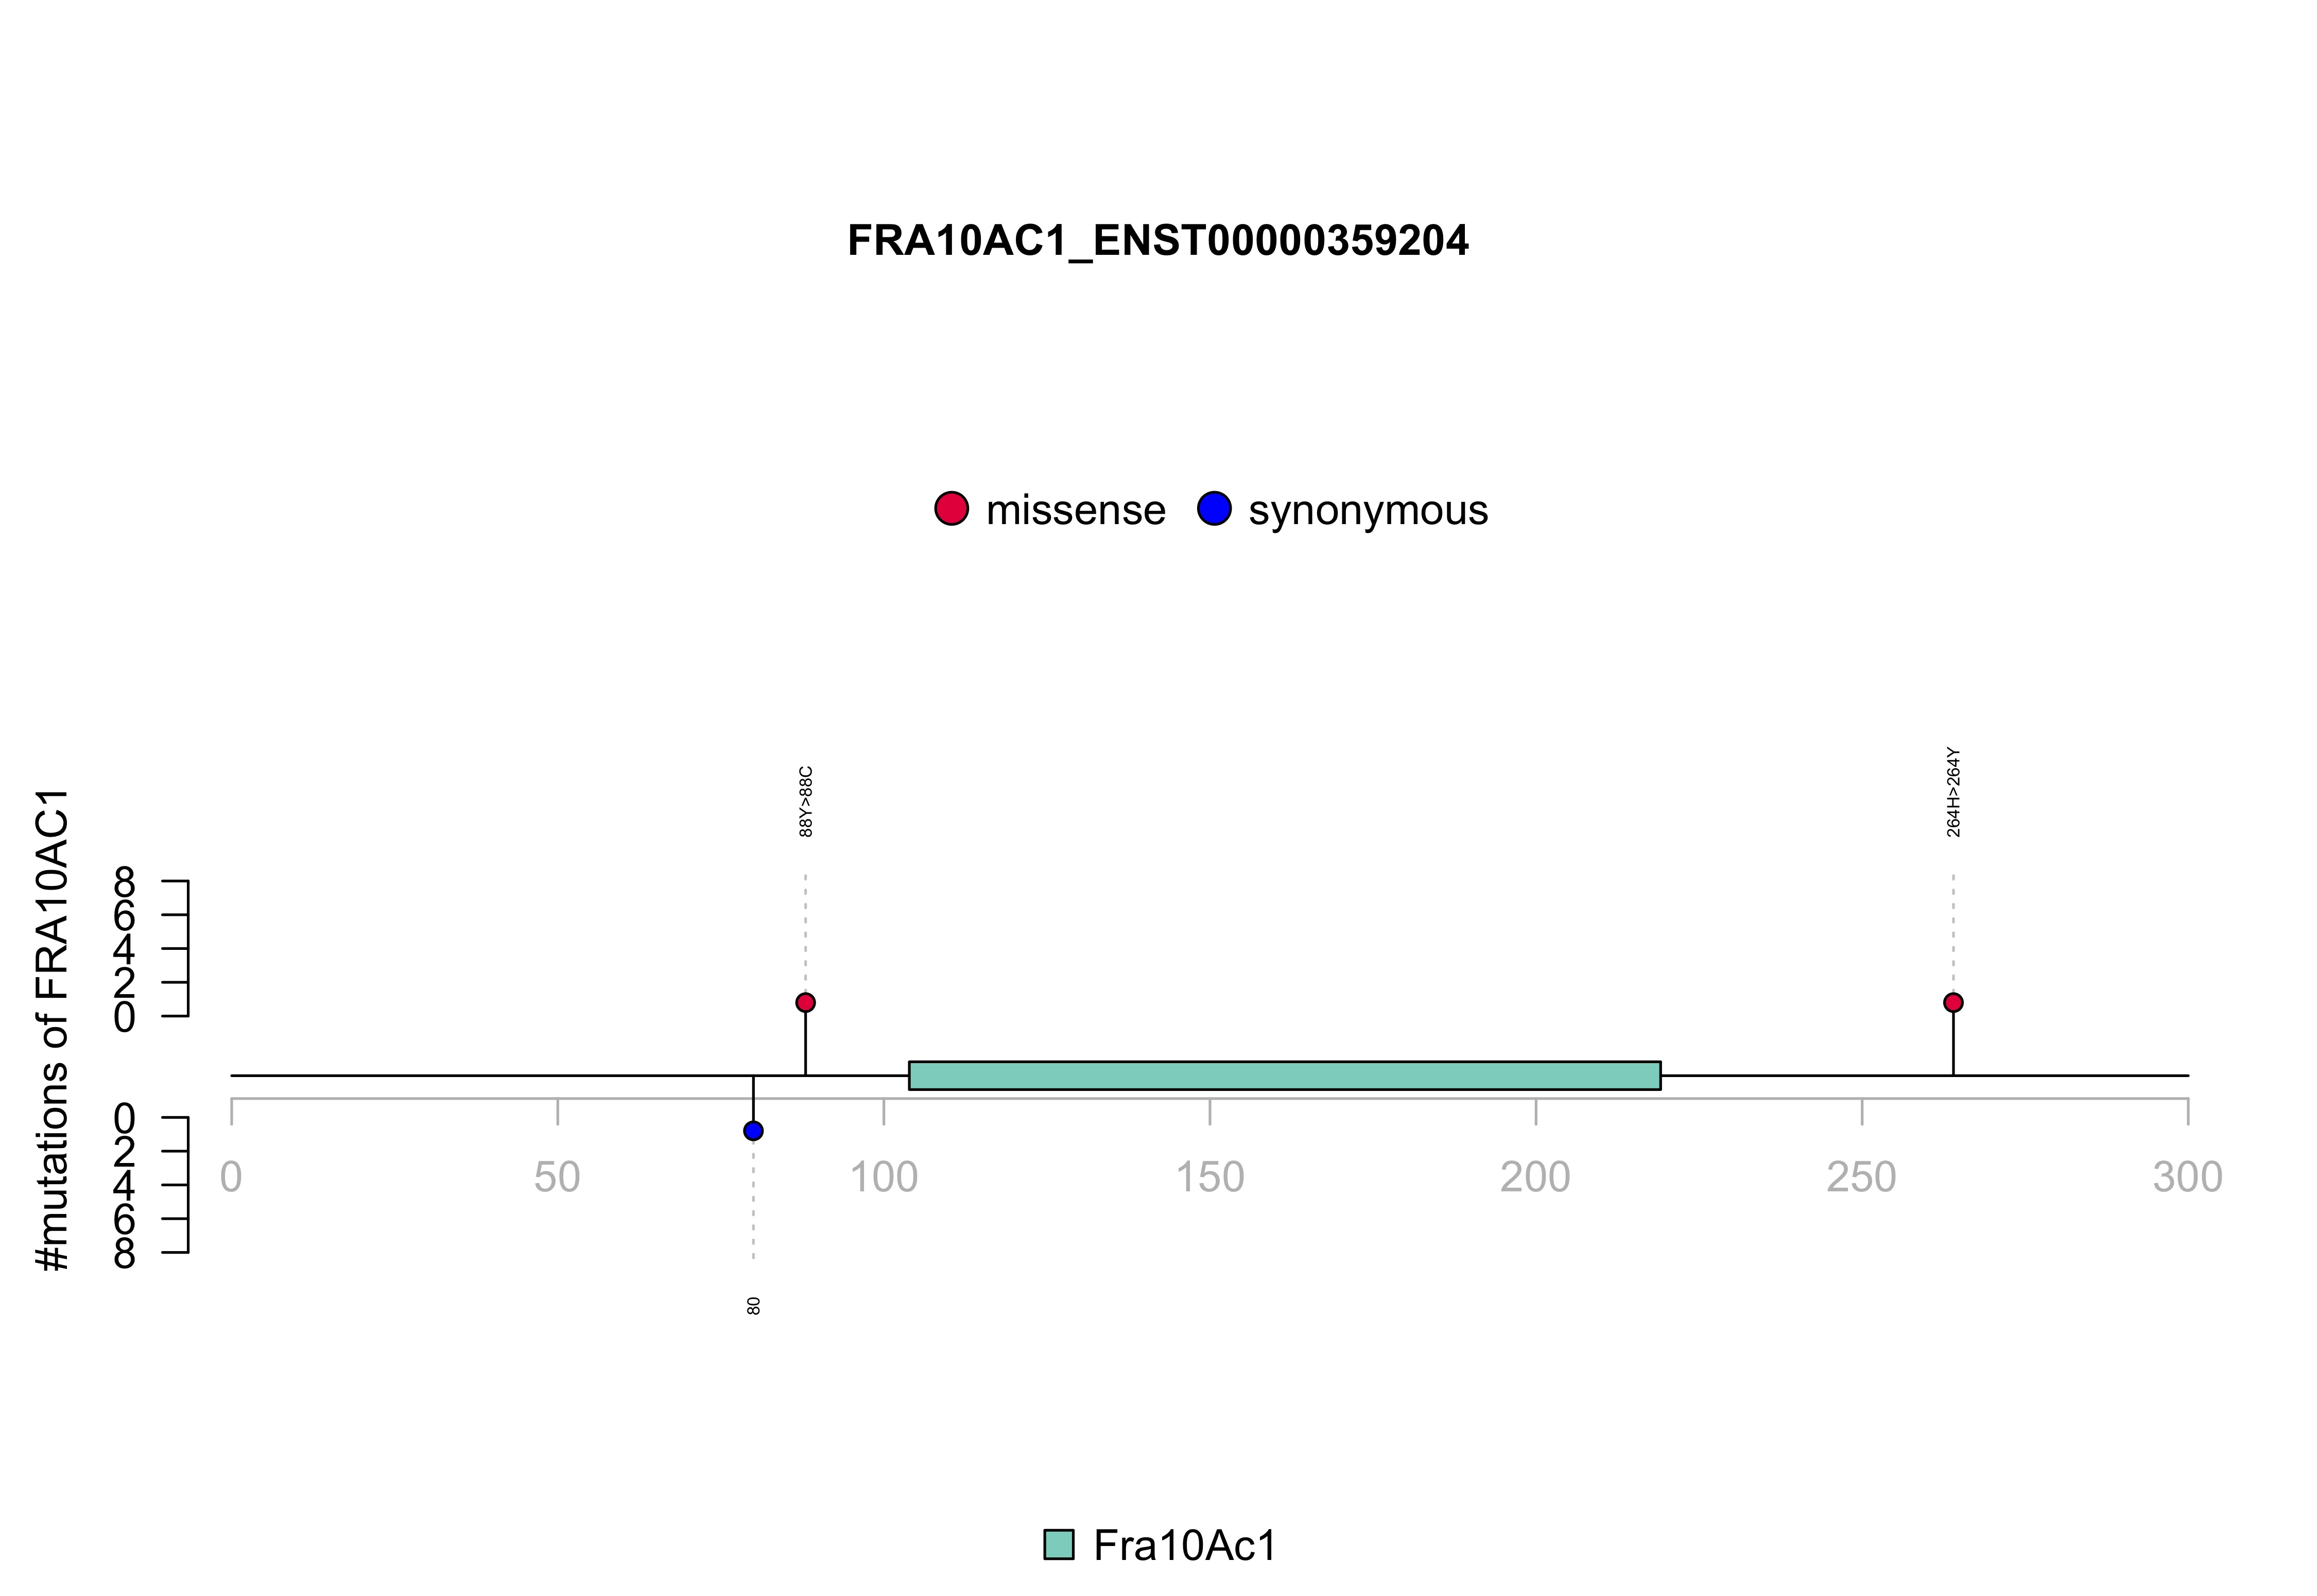 FRA10AC1_ENST00000359204
missense synonymous
88Y>88C
264H>264Y
#mutations of FRA10AC1
8
6
4
2
0
0
2
4
6
8
0 50 100 150 200 250 300
80
Fra10Ac1